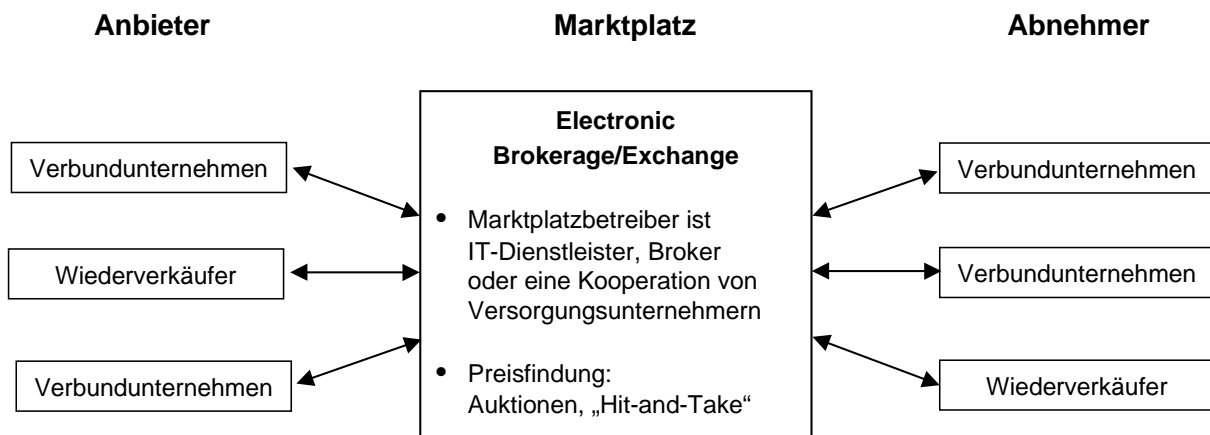 Anbieter
Marktplatz
Abnehmer
Verbundunternehmen
Wiederverkäufer
Verbundunternehmen
Electronic
Brokerage/Exchange
• Marktplatzbetreiber ist
IT-Dienstleister, Broker
oder eine Kooperation von
Versorgungsunternehmern
• Preisfindung:
Auktionen, „Hit-and-Take“
Verbundunternehmen
Verbundunternehmen
Wiederverkäufer